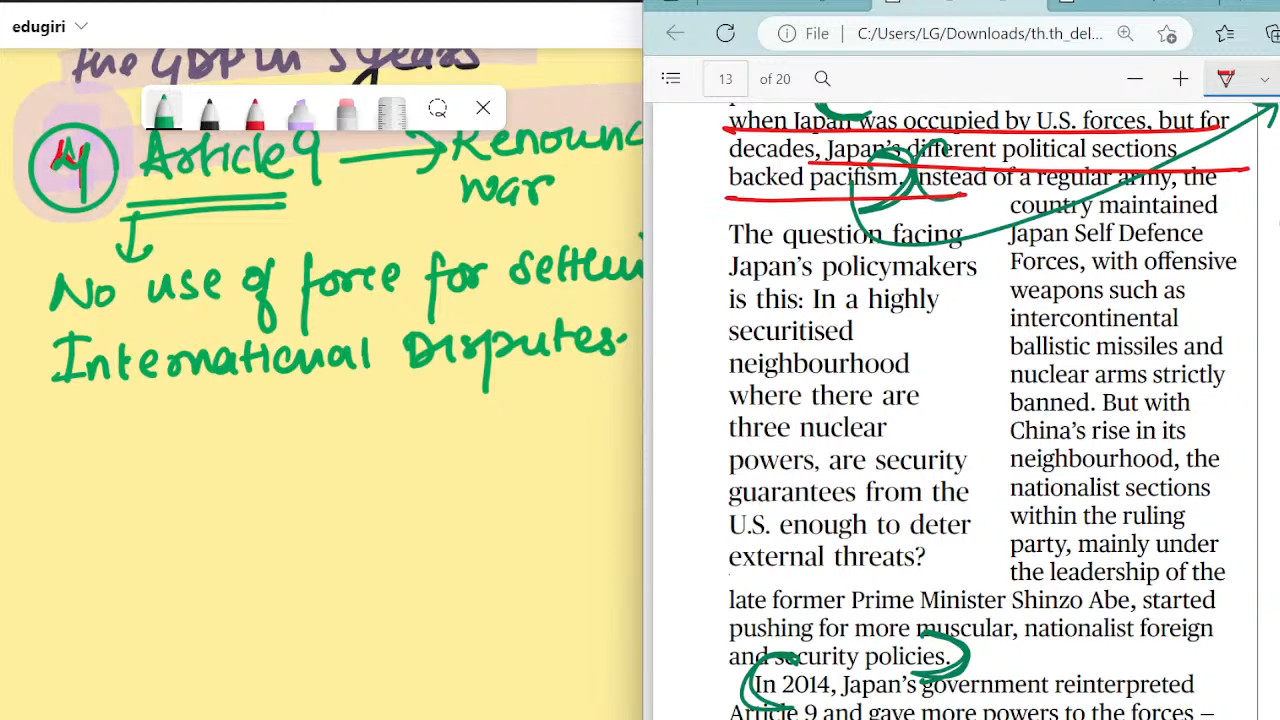 edugiri
the GDP in 5 years
4 Article 9 → Renounc
war
No use of force for settlin
International Disputes.
File C:/Users/LG/Downloads/th.th_del...
13 of 20
when Japan was occupied by U.S. forces, but for
decades, Japan's different political sections
backed pacifism. Instead of a regular army, the
country maintained
Japan Self Defence
Forces, with offensive
weapons such as
intercontinental
ballistic missiles and
nuclear arms strictly
banned. But with
China's rise in its
neighbourhood, the
nationalist sections
within the ruling
party, mainly under
the leadership of the
The question facing
Japan's policymakers
is this: In a highly
securitised
neighbourhood
where there are
three nuclear
powers, are security
guarantees from the
U.S. enough to deter
external threats?
late former Prime Minister Shinzo Abe, started
pushing for more muscular, nationalist foreign
and security policies.
In 2014, Japan's government reinterpreted
Article 9 and gave more powers to the forces –